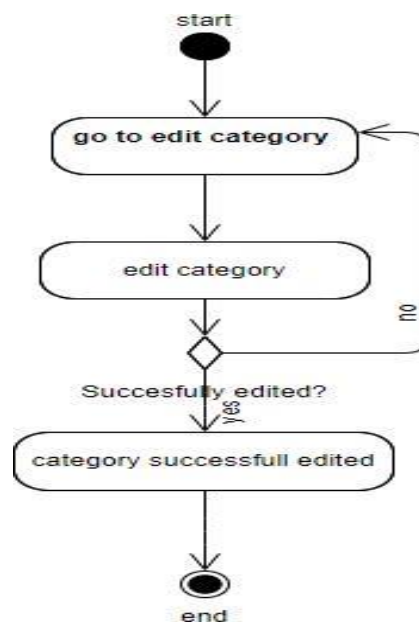 start
go to edit category
edit category
no
Succesfully edited?
yes
category successfull edited
end